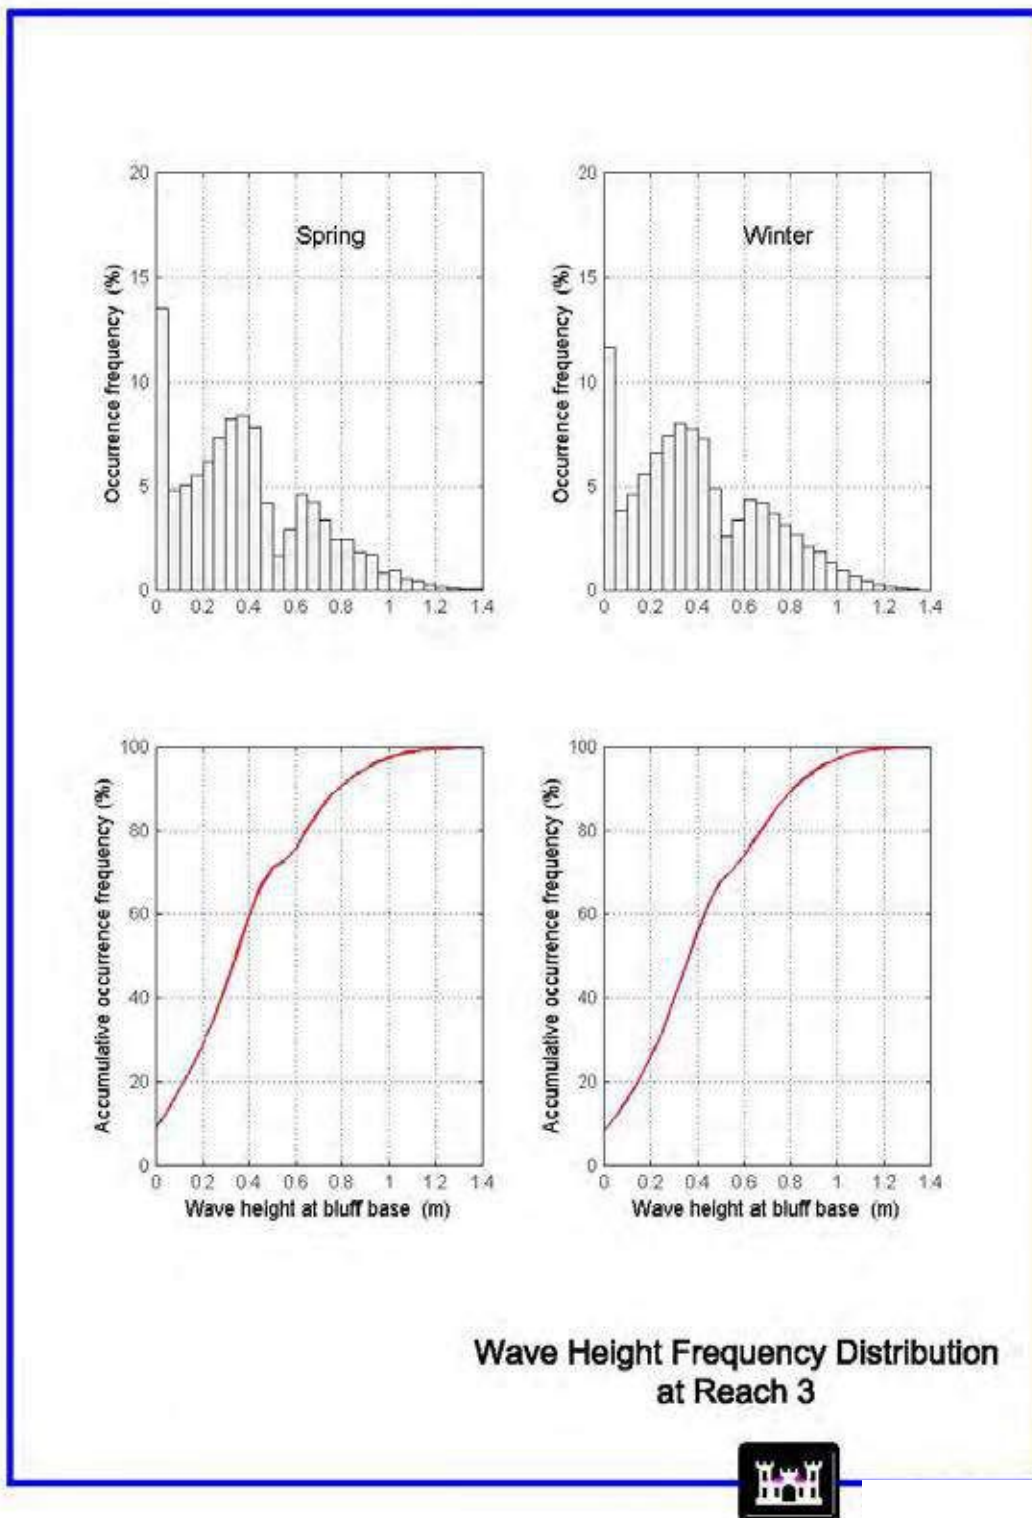 20
15
10
5
0
Occurrence frequency (%)
Spring
0 0.2 0.4 0.6 0.8 1 1.2 1.4
20
15
10
5
0
Occurrence frequency (%)
Winter
0 0.2 0.4 0.6 0.8 1 1.2 1.4
100
80
60
40
20
0
Accumulative occurrence frequency (%)
0 0.2 0.4 0.6 0.8 1 1.2 1.4
Wave height at bluff base (m)
100
80
60
40
20
0
Accumulative occurrence frequency (%)
0 0.2 0.4 0.6 0.8 1 1.2 1.4
Wave height at bluff base (m)
Wave Height Frequency Distribution
at Reach 3